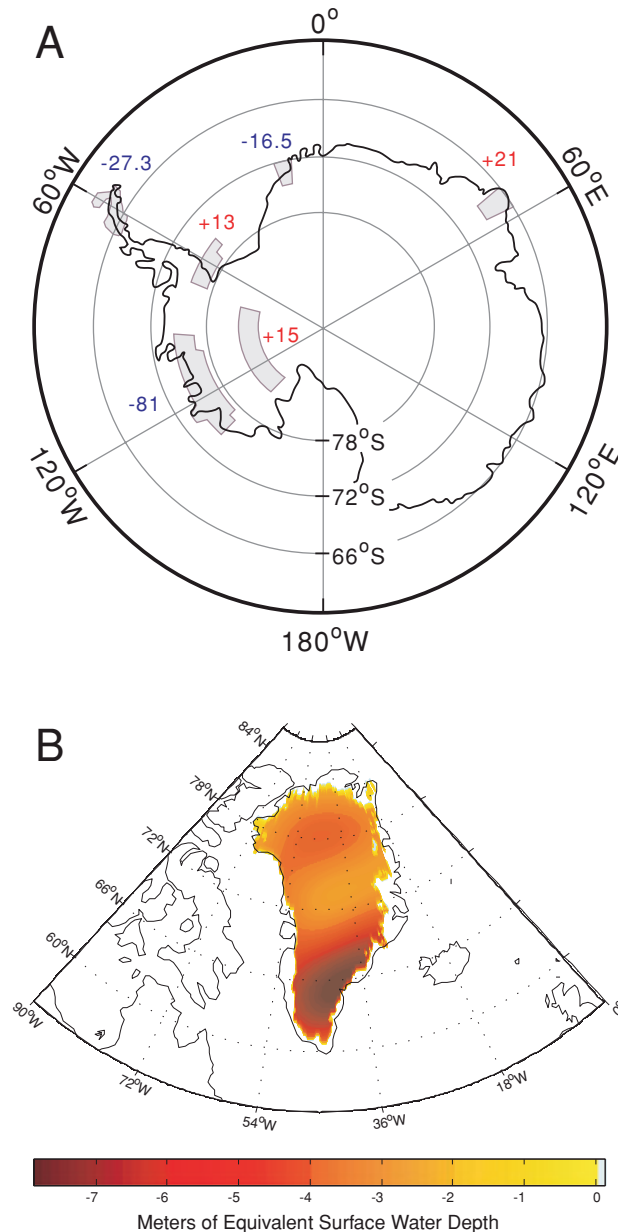 A
0°
60°W
-27.3
-16.5
+21
60°E
+13
+15
-81
120°W
78°S
72°S
66°S
120°E
180°W
B
84°N
78°N
72°N
66°N
60°N
90°W
72°W
54°W
36°W
18°W
-7 -6 -5 -4 -3 -2 -1 0
Meters of Equivalent Surface Water Depth